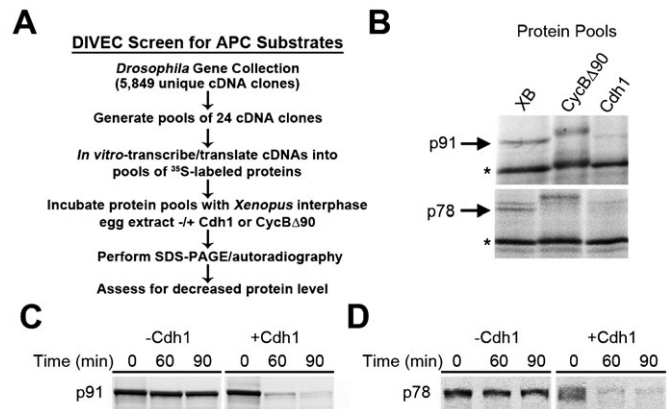 A
DIVEC Screen for APC Substrates
Drosophila Gene Collection
(5,849 unique cDNA clones)
Generate pools of 24 cDNA clones
In vitro-transcribe/translate cDNAs into
pools of ³⁵S-labeled proteins
Incubate protein pools with Xenopus interphase
egg extract -/+ Cdh1 or CycBΔ90
Perform SDS-PAGE/autoradiography
Assess for decreased protein level
B
Protein Pools
XB
CycBΔ90
Cdh1
p91
*
p78
*
C
-Cdh1 +Cdh1
Time (min) 0 60 90 0 60 90
p91
D
-Cdh1 +Cdh1
Time (min) 0 60 90 0 60 90
p78